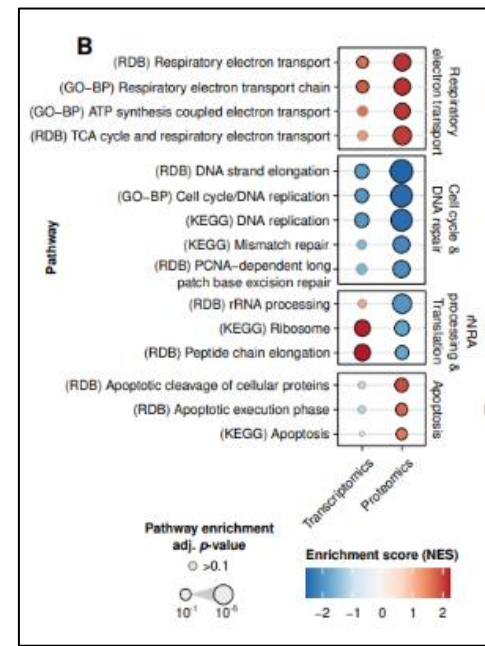 B
(RDB) Respiratory electron transport
(GO-BP) Respiratory electron transport chain
(GO-BP) ATP synthesis coupled electron transport
(RDB) TCA cycle and respiratory electron transport
Respiratory
electron transport
(RDB) DNA strand elongation
(GO-BP) Cell cycle/DNA replication
(KEGG) DNA replication
(KEGG) Mismatch repair
(RDB) PCNA-dependent long
patch base excision repair
Cell cycle &
DNA repair
(RDB) rRNA processing
(KEGG) Ribosome
(RDB) Peptide chain elongation
rNRA
processing &
Translation
(RDB) Apoptotic cleavage of cellular proteins
(RDB) Apoptotic execution phase
(KEGG) Apoptosis
Apoptosis
Pathway
Transcriptomics
Proteomics
Pathway enrichment
adj. p-value
>0.1
10⁻¹ 10⁻⁵
Enrichment score (NES)
-2 -1 0 1 2